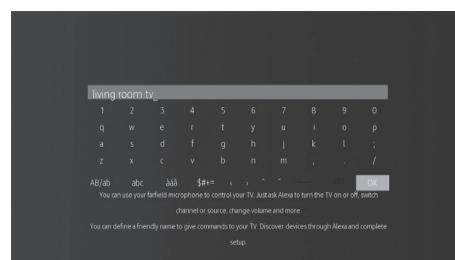 living room tv_
1 2 3 4 5 6 7 8 9 0
q w e r t y u i o p
a s d f g h j k l ;
z x c v b n m , . /
AB/ab abc àáâ $#+= ‹ › ˆ ˇ OK
You can use your farfield microphone to control your TV. Just ask Alexa to turn the TV on or off, switch
channel or source, change volume and more
You can define a friendly name to give commands to your TV. Discover devices through Alexa and complete
setup.